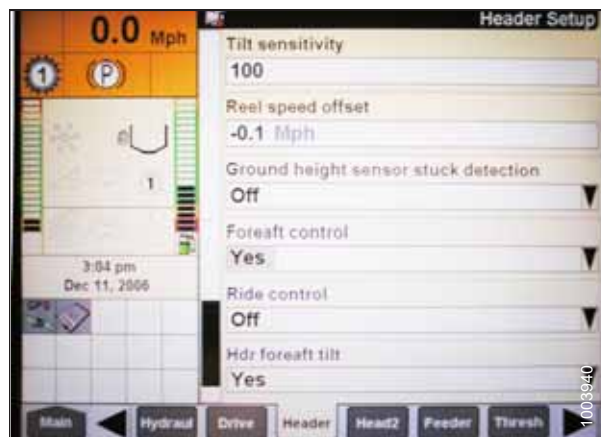 0.0 Mph
Header Setup
1
(P)
Tilt sensitivity
100
Reel speed offset
-0.1 Mph
Ground height sensor stuck detection
Off
1
Foreaft control
Yes
3:04 pm
Dec 11, 2006
Ride control
Off
GPS
Hdr foreaft tilt
Yes
Main
Hydraul
Drive
Header
Head2
Feeder
Thresh
1003940